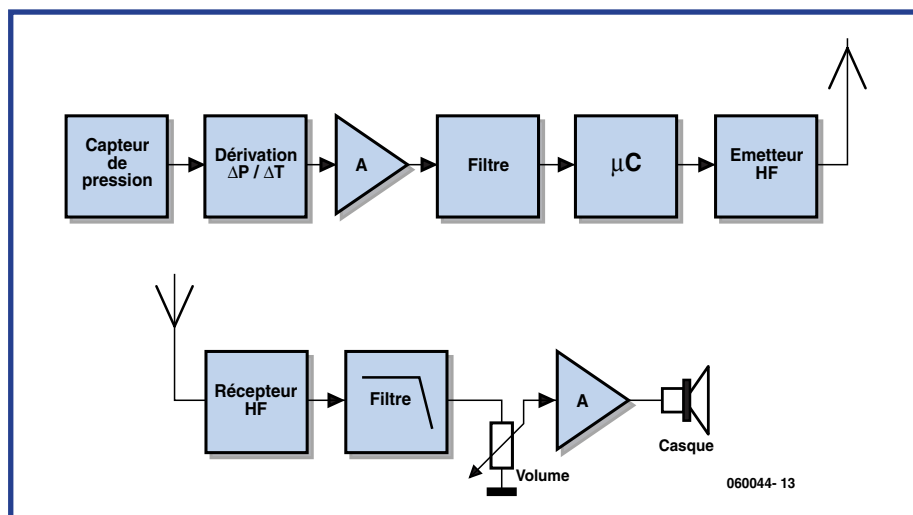 Capteur
de
pression
Dérivation
ΔP / ΔT
A
Filtre
μC
Emetteur
HF
Récepteur
HF
Filtre
Volume
A
Casque
060044- 13